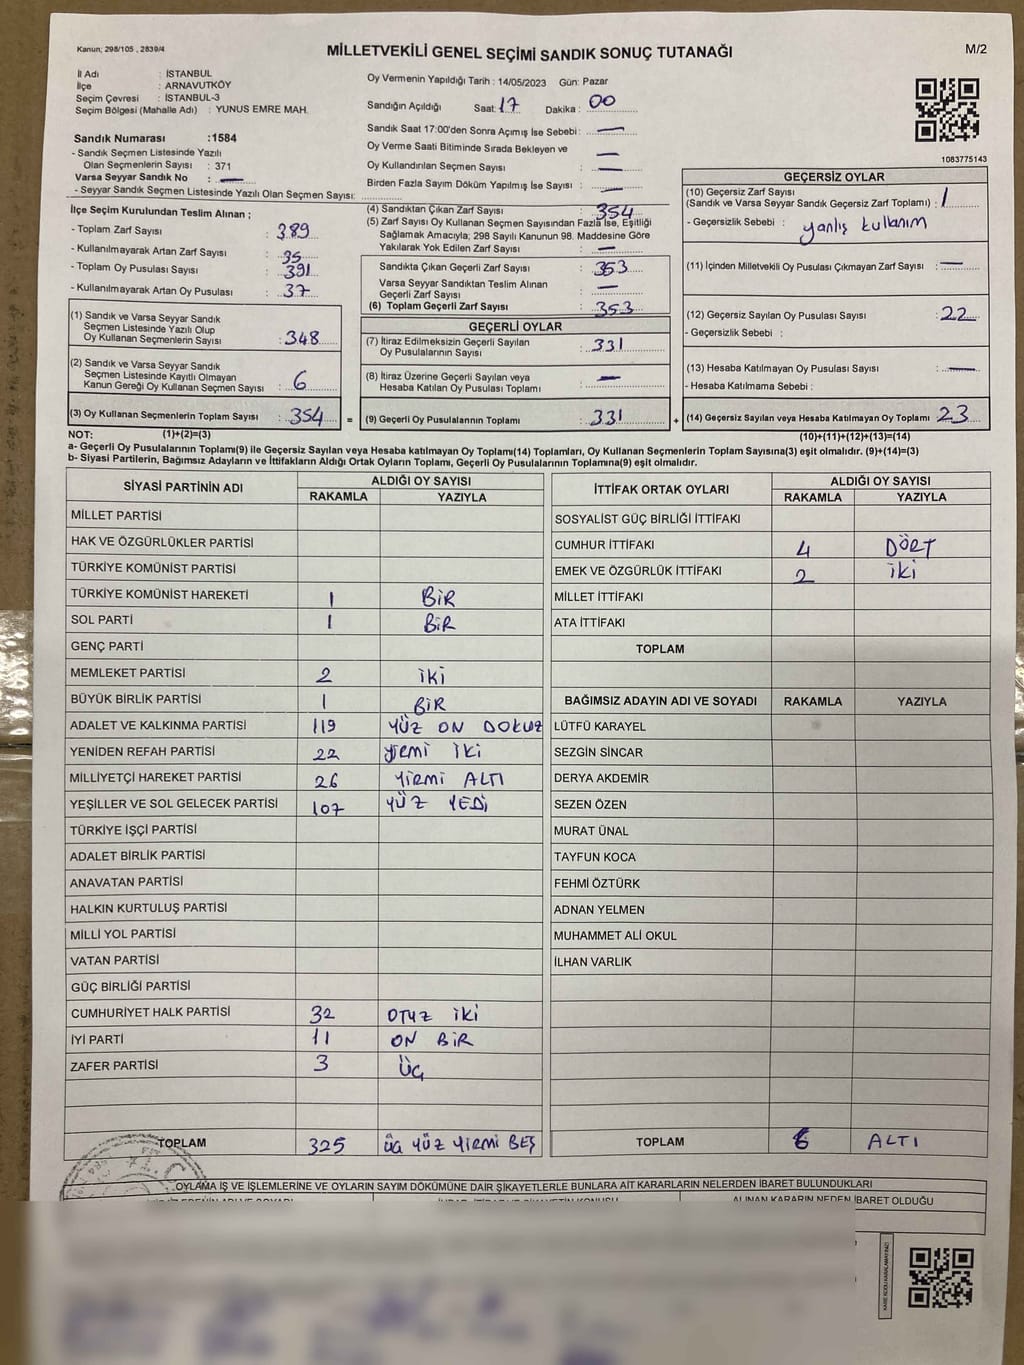 Kanun; 298/105 , 2839/4
MİLLETVEKİLİ GENEL SEÇİMİ SANDIK SONUÇ TUTANAĞI
M/2
İl Adı : İSTANBUL
İlçe : ARNAVUTKÖY
Seçim Çevresi : İSTANBUL-3
Seçim Bölgesi (Mahalle Adı) : YUNUS EMRE MAH.
Sandık Numarası :1584
- Sandık Seçmen Listesinde Yazılı
Olan Seçmenlerin Sayısı : 371
Varsa Seyyar Sandık No : —
- Seyyar Sandık Seçmen Listesinde Yazılı Olan Seçmen Sayısı:
Oy Vermenin Yapıldığı Tarih : 14/05/2023 Gün: Pazar
Sandığın Açıldığı Saat: 17 Dakika : 00
Sandık Saat 17:00'den Sonra Açımış İse Sebebi : —
Oy Verme Saati Bitiminde Sırada Bekleyen ve
Oy Kullandırılan Seçmen Sayısı : —
Birden Fazla Sayım Döküm Yapılmış İse Sayısı : —
1083775143
İlçe Seçim Kurulundan Teslim Alınan ;
- Toplam Zarf Sayısı : 389
- Kullanılmayarak Artan Zarf Sayısı : 35
- Toplam Oy Pusulası Sayısı : 391
- Kullanılmayarak Artan Oy Pusulası : 37
(1) Sandık ve Varsa Seyyar Sandık
Seçmen Listesinde Yazılı Olup
Oy Kullanan Seçmenlerin Sayısı : 348
(2) Sandık ve Varsa Seyyar Sandık
Seçmen Listesinde Kayıtlı Olmayan
Kanun Gereği Oy Kullanan Seçmen Sayısı : 6
(3) Oy Kullanan Seçmenlerin Toplam Sayısı : 354 =
(1)+(2)=(3)
(4) Sandıktan Çıkan Zarf Sayısı : 354
(5) Zarf Sayısı Oy Kullanan Seçmen Sayısından Fazla İse, Eşitliği
Sağlamak Amacıyla, 298 Sayılı Kanunun 98. Maddesine Göre
Yakılarak Yok Edilen Zarf Sayısı : —
Sandıkta Çıkan Geçerli Zarf Sayısı : 353
Varsa Seyyar Sandıktan Teslim Alınan
Geçerli Zarf Sayısı : —
(6) Toplam Geçerli Zarf Sayısı : 353
GEÇERLİ OYLAR
(7) İtiraz Edilmeksizin Geçerli Sayılan
Oy Pusulalarının Sayısı : 331
(8) İtiraz Üzerine Geçerli Sayılan veya
Hesaba Katılan Oy Pusulaları Toplamı : —
(9) Geçerli Oy Pusulalarının Toplamı : 331 +
GEÇERSİZ OYLAR
(10) Geçersiz Zarf Sayısı
(Sandık ve Varsa Seyyar Sandık Geçersiz Zarf Toplamı) : 1
- Geçersizlik Sebebi : yanlış kullanım
(11) İçinden Milletvekili Oy Pusulası Çıkmayan Zarf Sayısı : —
(12) Geçersiz Sayılan Oy Pusulası Sayısı : 22
- Geçersizlik Sebebi :
(13) Hesaba Katılmayan Oy Pusulası Sayısı : —
- Hesaba Katılmama Sebebi :
(14) Geçersiz Sayılan veya Hesaba Katılmayan Oy Toplamı 23
(10)+(11)+(12)+(13)=(14)
NOT:
a- Geçerli Oy Pusulalarının Toplamı(9) ile Geçersiz Sayılan veya Hesaba katılmayan Oy Toplamı(14) Toplamları, Oy Kullanan Seçmenlerin Toplam Sayısına(3) eşit olmalıdır. (9)+(14)=(3)
b- Siyasi Partilerin, Bağımsız Adayların ve İttifakların Aldığı Ortak Oyların Toplamı, Geçerli Oy Pusulalarının Toplamına(9) eşit olmalıdır.
SİYASİ PARTİNİN ADI ALDIĞI OY SAYISI
RAKAMLA YAZIYLA
MİLLET PARTİSİ
HAK VE ÖZGÜRLÜKLER PARTİSİ
TÜRKİYE KOMÜNİST PARTİSİ
TÜRKİYE KOMÜNİST HAREKETİ 1 BİR
SOL PARTİ 1 BİR
GENÇ PARTİ
MEMLEKET PARTİSİ 2 iki
BÜYÜK BİRLİK PARTİSİ 1 BİR
ADALET VE KALKINMA PARTİSİ 119 YÜZ ON DOKUZ
YENİDEN REFAH PARTİSİ 22 yirmi iki
MİLLİYETÇİ HAREKET PARTİSİ 26 YİRMİ ALTI
YEŞİLLER VE SOL GELECEK PARTİSİ 107 YÜZ YEDİ
TÜRKİYE İŞÇİ PARTİSİ
ADALET BİRLİK PARTİSİ
ANAVATAN PARTİSİ
HALKIN KURTULUŞ PARTİSİ
MİLLİ YOL PARTİSİ
VATAN PARTİSİ
GÜÇ BİRLİĞİ PARTİSİ
CUMHURİYET HALK PARTİSİ 32 OTUZ iki
İYİ PARTİ 11 ON BİR
ZAFER PARTİSİ 3 ÜÇ
TOPLAM 325 ÜÇ YÜZ YİRMİ BEŞ
İTTİFAK ORTAK OYLARI ALDIĞI OY SAYISI
RAKAMLA YAZIYLA
SOSYALİST GÜÇ BİRLİĞİ İTTİFAKI
CUMHUR İTTİFAKI 4 DÖRT
EMEK VE ÖZGÜRLÜK İTTİFAKI 2 iki
MİLLET İTTİFAKI
ATA İTTİFAKI
TOPLAM
BAĞIMSIZ ADAYIN ADI VE SOYADI RAKAMLA YAZIYLA
LÜTFÜ KARAYEL
SEZGİN SİNCAR
DERYA AKDEMİR
SEZEN ÖZEN
MURAT ÜNAL
TAYFUN KOCA
FEHMİ ÖZTÜRK
ADNAN YELMEN
MUHAMMET ALİ OKUL
İLHAN VARLIK
TOPLAM 6 ALTI
OYLAMA İŞ VE İŞLEMLERİNE VE OYLARIN SAYIM DÖKÜMÜNE DAİR ŞİKAYETLERLE BUNLARA AİT KARARLARIN NELERDEN İBARET BULUNDUKLARI
ALINAN KARARIN NEDEN İBARET OLDUĞU